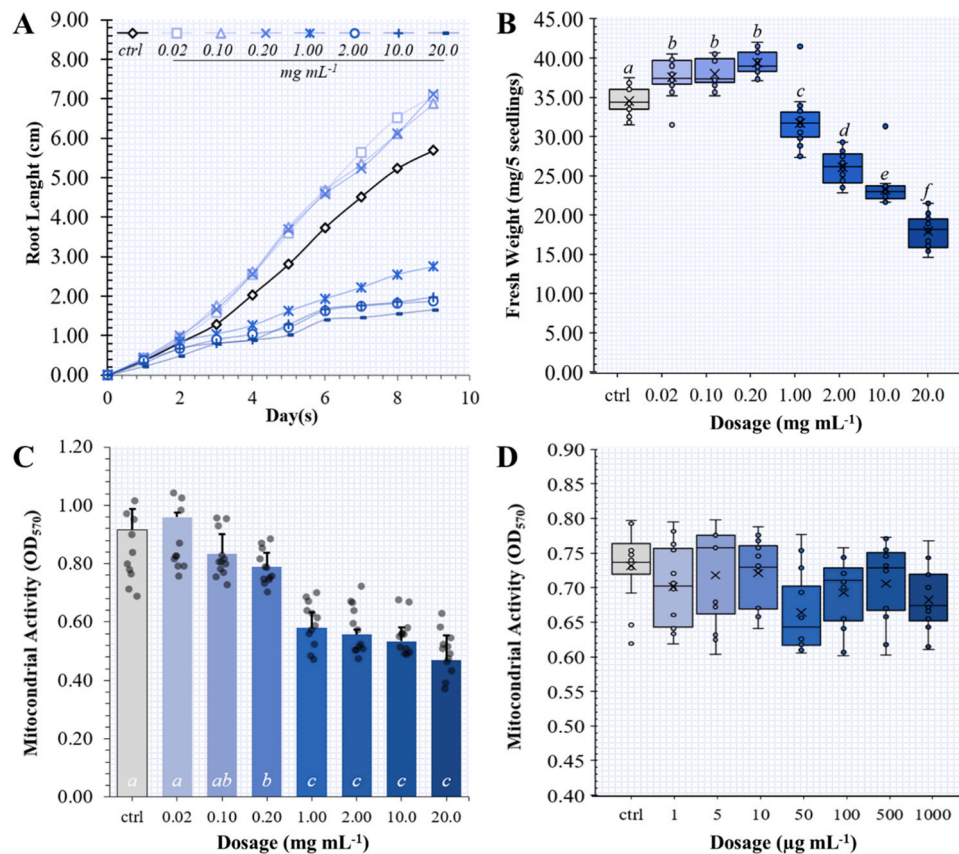 A
9.00
8.00
7.00
6.00
5.00
4.00
3.00
2.00
1.00
0.00
Root Lenght (cm)
ctrl 0.02 0.10 0.20 1.00 2.00 10.0 20.0
mg mL-1
0 2 4 6 8 10
Day(s)
B
45.00
40.00
35.00
30.00
25.00
20.00
15.00
10.00
5.00
0.00
Fresh Weight (mg/5 seedlings)
a b b b c d e f
ctrl 0.02 0.10 0.20 1.00 2.00 10.0 20.0
Dosage (mg mL-1)
C
1.20
1.00
0.80
0.60
0.40
0.20
0.00
Mitocondrial Activity (OD570)
a a ab b c c c c
ctrl 0.02 0.10 0.20 1.00 2.00 10.0 20.0
Dosage (mg mL-1)
D
0.90
0.85
0.80
0.75
0.70
0.65
0.60
0.55
0.50
0.45
0.40
Mitocondrial Activity (OD570)
ctrl 1 5 10 50 100 500 1000
Dosage (µg mL-1)